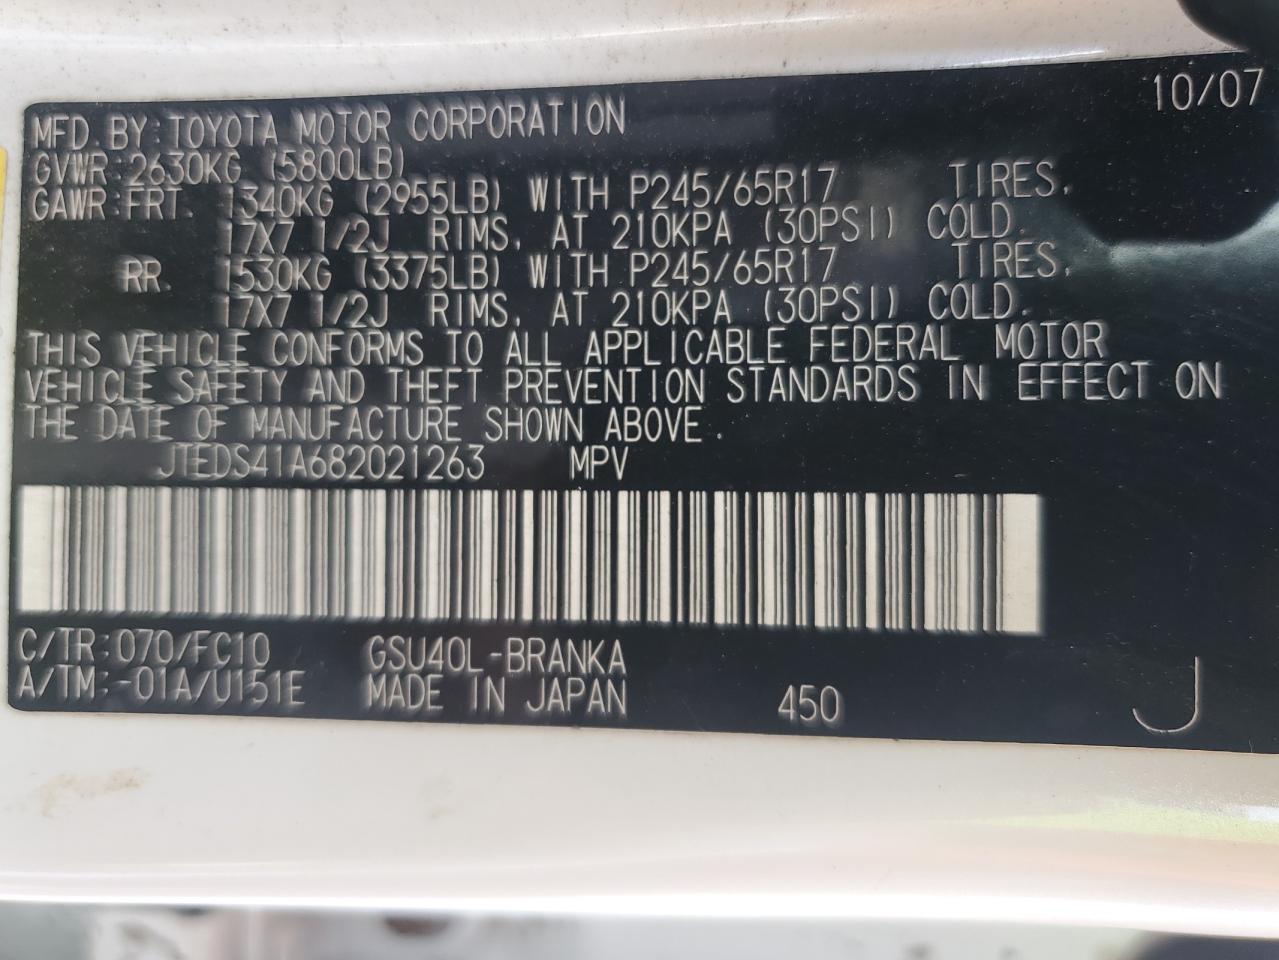 10/07
MFD. BY: TOYOTA MOTOR CORPORATION
GVWR: 2630KG (5800LB)
GAWR: FRT. 1340KG (2955LB) WITH P245/65R17 TIRES,
17X7 1/2J RIMS, AT 210KPA (30PSI) COLD.
RR. 1530KG (3375LB) WITH P245/65R17 TIRES,
17X7 1/2J RIMS, AT 210KPA (30PSI) COLD.
THIS VEHICLE CONFORMS TO ALL APPLICABLE FEDERAL MOTOR
VEHICLE SAFETY AND THEFT PREVENTION STANDARDS IN EFFECT ON
THE DATE OF MANUFACTURE SHOWN ABOVE.
JTEDS41A682021263 MPV
C/TR: 070/FC10 GSU40L-BRANKA
A/TM: -01A/U151E MADE IN JAPAN 450 J